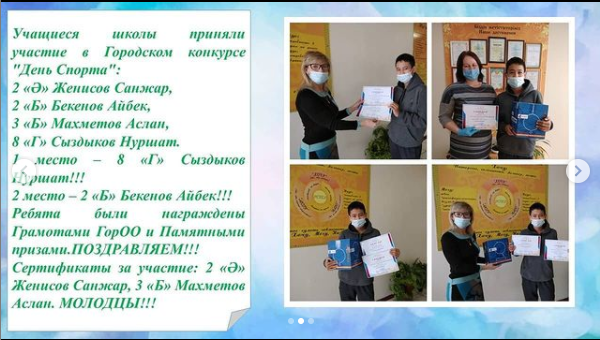 Учащиеся школы приняли
участие в Городском конкурсе
"День Спорта":
2 «Ә» Женисов Санжар,
2 «Б» Бекенов Айбек,
3 «Б» Махметов Аслан,
8 «Г» Сыздыков Нуршат.
1 место – 8 «Г» Сыздыков
Нуршат!!!
2 место – 2 «Б» Бекенов Айбек!!!
Ребята были награждены
Грамотами ГорОО и Памятными
призами.ПОЗДРАВЛЯЕМ!!!
Сертификаты за участие: 2 «Ә»
Женисов Санжар, 3 «Б» Махметов
Аслан. МОЛОДЦЫ!!!